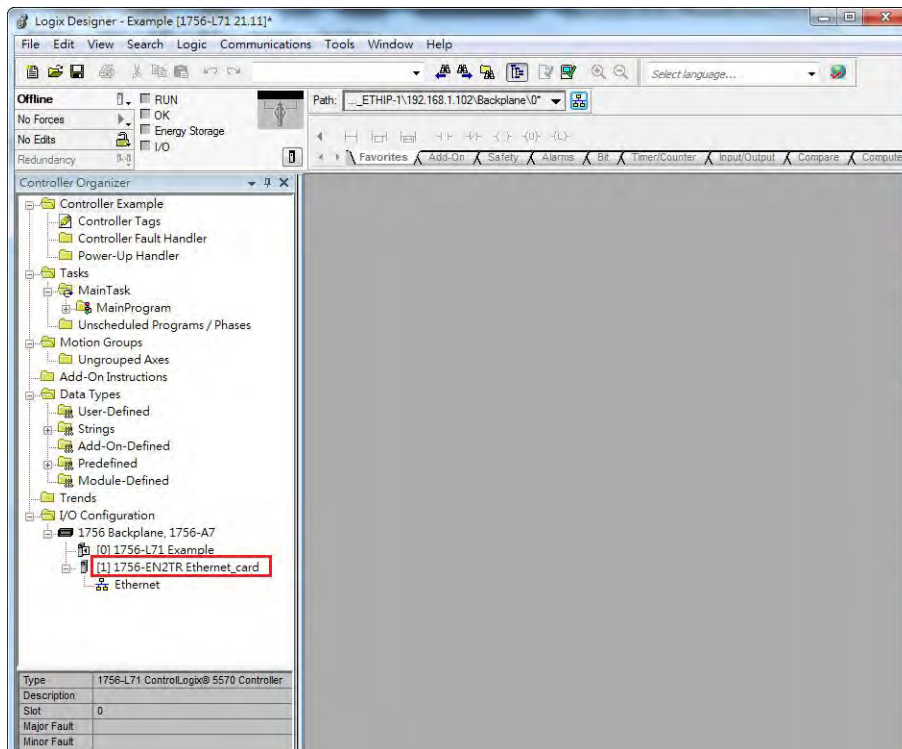 Logix Designer - Example [1756-L71 21.11]*
File Edit View Search Logic Communications Tools Window Help
Select language...
Offline
RUN
No Forces
OK
No Edits
Energy Storage
Redundancy
I/O
Path: ..._ETHIP-1\192.168.1.102\Backplane\0*
Favorites Add-On Safety Alarms Bit Timer/Counter Input/Output Compare Compute
Controller Organizer
Controller Example
Controller Tags
Controller Fault Handler
Power-Up Handler
Tasks
MainTask
MainProgram
Unscheduled Programs / Phases
Motion Groups
Ungrouped Axes
Add-On Instructions
Data Types
User-Defined
Strings
Add-On-Defined
Predefined
Module-Defined
Trends
I/O Configuration
1756 Backplane, 1756-A7
[0] 1756-L71 Example
[1] 1756-EN2TR Ethernet_card
Ethernet
Type 1756-L71 ControlLogix® 5570 Controller
Description
Slot 0
Major Fault
Minor Fault